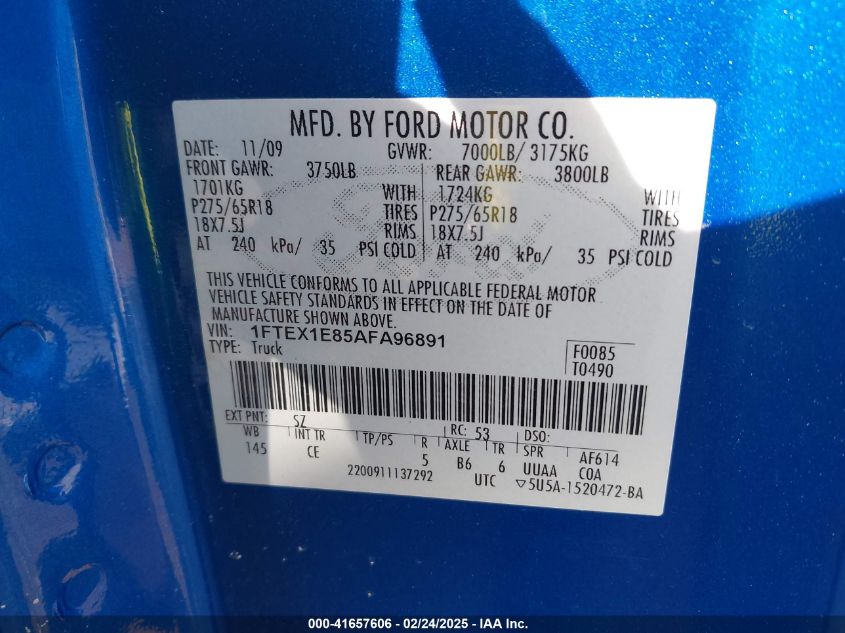 MFD. BY FORD MOTOR CO.
DATE: 11/09 GVWR: 7000LB/ 3175KG
FRONT GAWR: 3750LB REAR GAWR: 3800LB
1701KG WITH 1724KG WITH
P275/65R18 TIRES P275/65R18 TIRES
18X7.5J RIMS 18X7.5J RIMS
AT 240 kPa/ 35 PSI COLD AT 240 kPa/ 35 PSI COLD
THIS VEHICLE CONFORMS TO ALL APPLICABLE FEDERAL MOTOR
VEHICLE SAFETY STANDARDS IN EFFECT ON THE DATE OF
MANUFACTURE SHOWN ABOVE.
VIN: 1FTEX1E85AFA96891
TYPE: Truck
F0085
T0490
EXT PNT: SZ RC: 53 DSO:
WB INT TR TP/PS R AXLE TR SPR AF614
145 CE 5 B6 6 UUAA COA
2200911137292 UTC ▽5U5A-1520472-BA
000-41657606 - 02/24/2025 - IAA Inc.